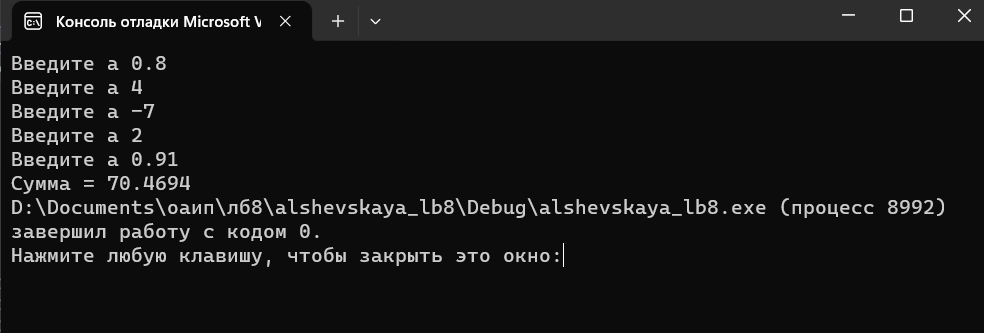 Консоль отладки Microsoft V
Введите a 0.8
Введите a 4
Введите a -7
Введите a 2
Введите a 0.91
Сумма = 70.4694
D:\Documents\оаип\лб8\alshevskaya_lb8\Debug\alshevskaya_lb8.exe (процесс 8992)
завершил работу с кодом 0.
Нажмите любую клавишу, чтобы закрыть это окно: